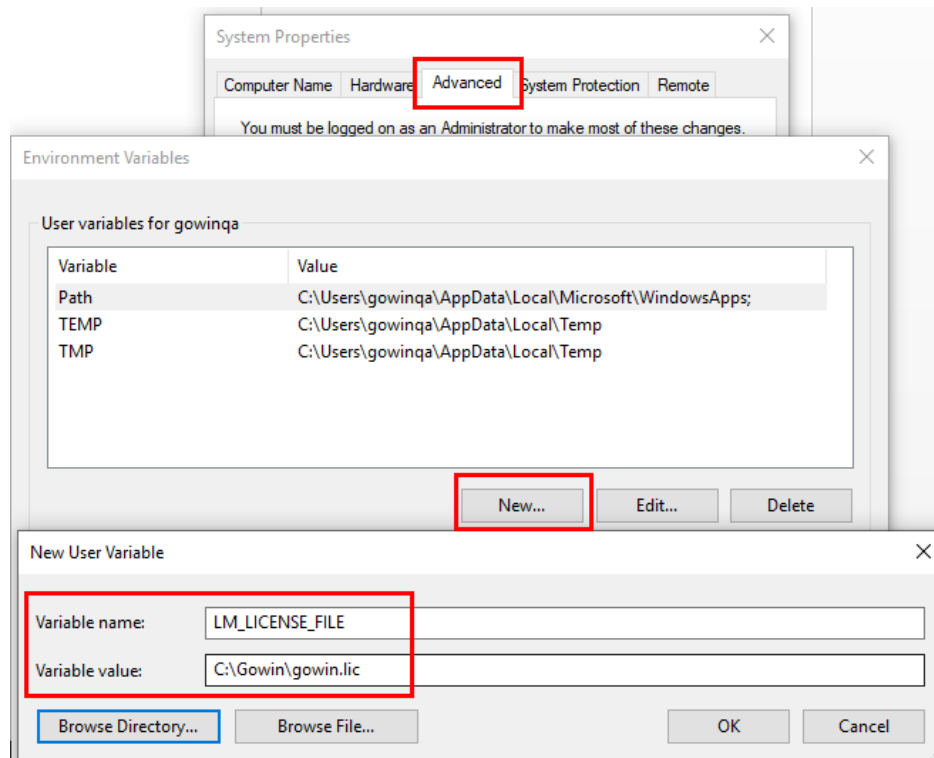 System Properties
Computer Name Hardware Advanced System Protection Remote
You must be logged on as an Administrator to make most of these changes.
Environment Variables
User variables for gowinqa
Variable Value
Path C:\Users\gowinqa\AppData\Local\Microsoft\WindowsApps;
TEMP C:\Users\gowinqa\AppData\Local\Temp
TMP C:\Users\gowinqa\AppData\Local\Temp
New... Edit... Delete
New User Variable
Variable name: LM_LICENSE_FILE
Variable value: C:\Gowin\gowin.lic
Browse Directory... Browse File... OK Cancel